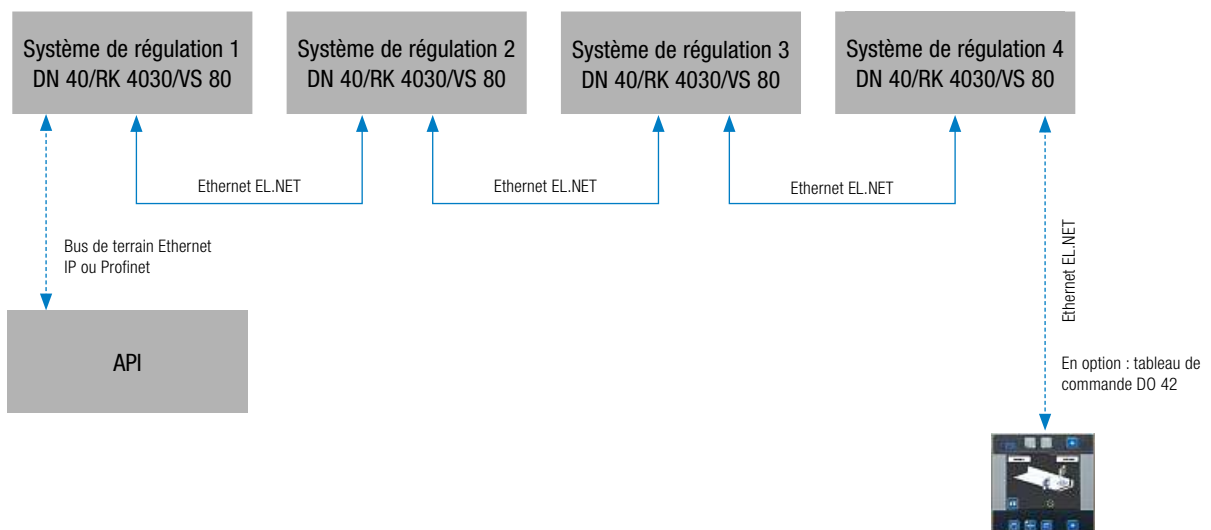 Système de régulation 1
DN 40/RK 4030/VS 80
Système de régulation 2
DN 40/RK 4030/VS 80
Système de régulation 3
DN 40/RK 4030/VS 80
Système de régulation 4
DN 40/RK 4030/VS 80
Ethernet EL.NET
Ethernet EL.NET
Ethernet EL.NET
Bus de terrain Ethernet
IP ou Profinet
Ethernet EL.NET
API
En option : tableau de
commande DO 42